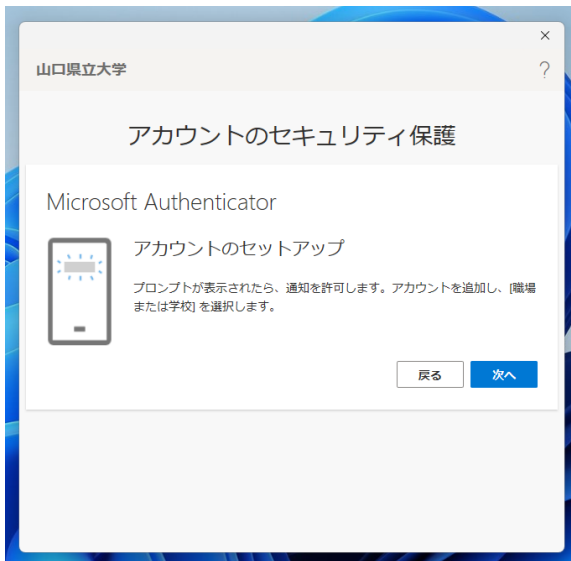 山口県立大学
アカウントのセキュリティ保護
Microsoft Authenticator
アカウントのセットアップ
プロンプトが表示されたら、通知を許可します。アカウントを追加し、[職場
または学校] を選択します。
戻る
次へ